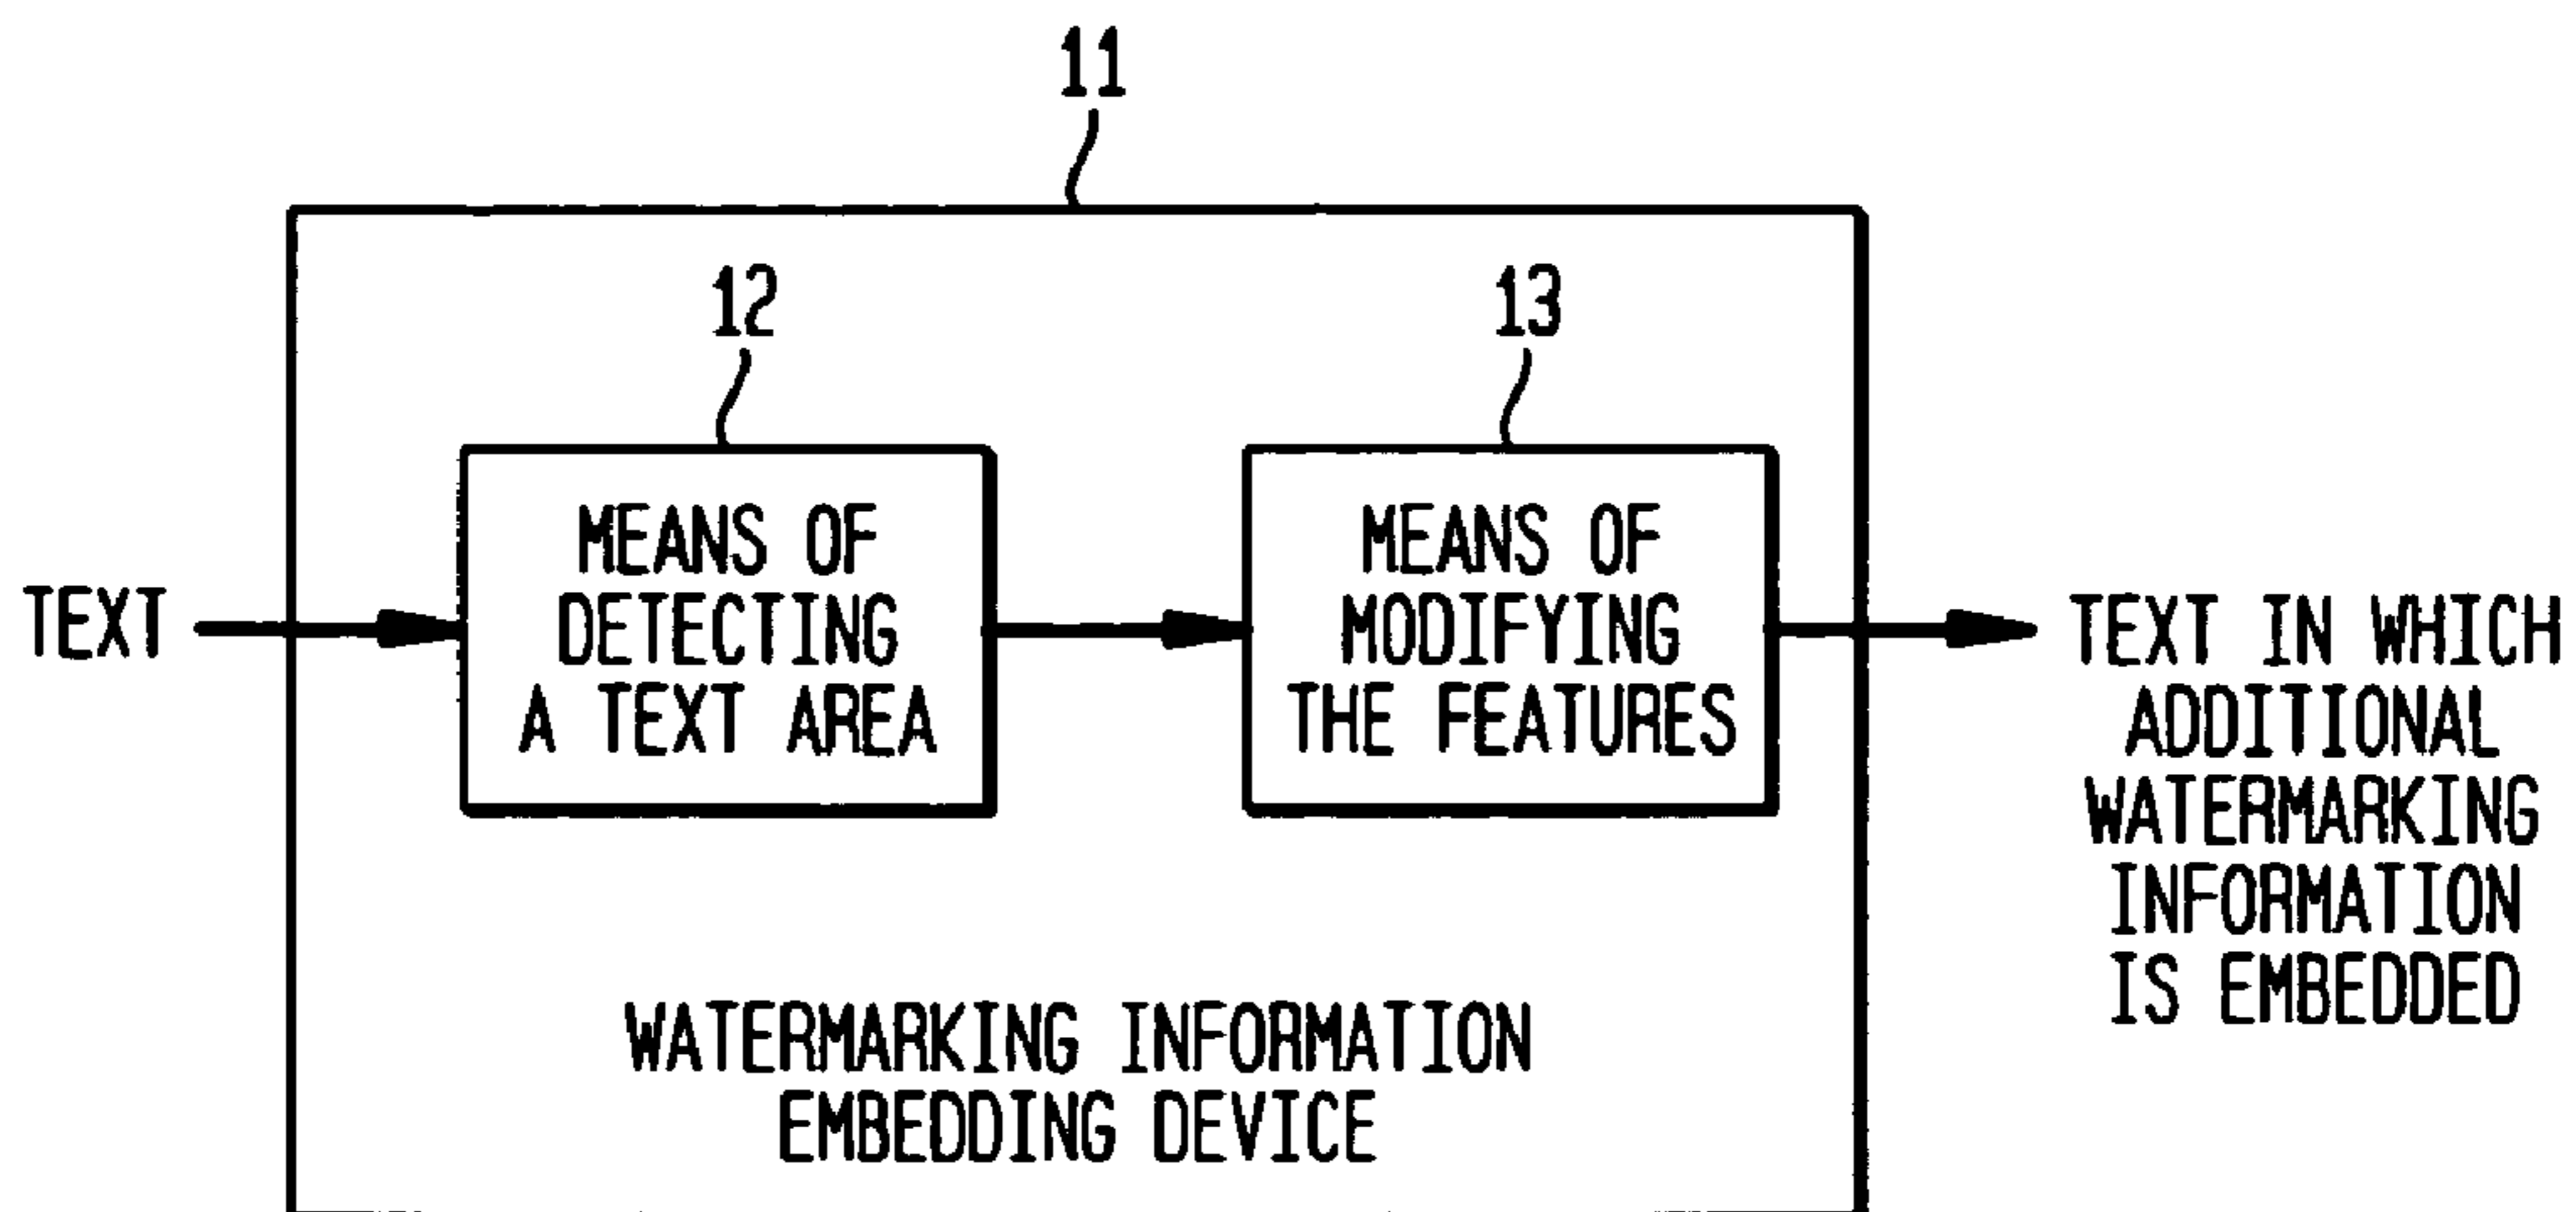 11
12
13
TEXT
MEANS OF
DETECTING
A TEXT AREA
MEANS OF
MODIFYING
THE FEATURES
TEXT IN WHICH
ADDITIONAL
WATERMARKING
INFORMATION
IS EMBEDDED
WATERMARKING INFORMATION
EMBEDDING DEVICE